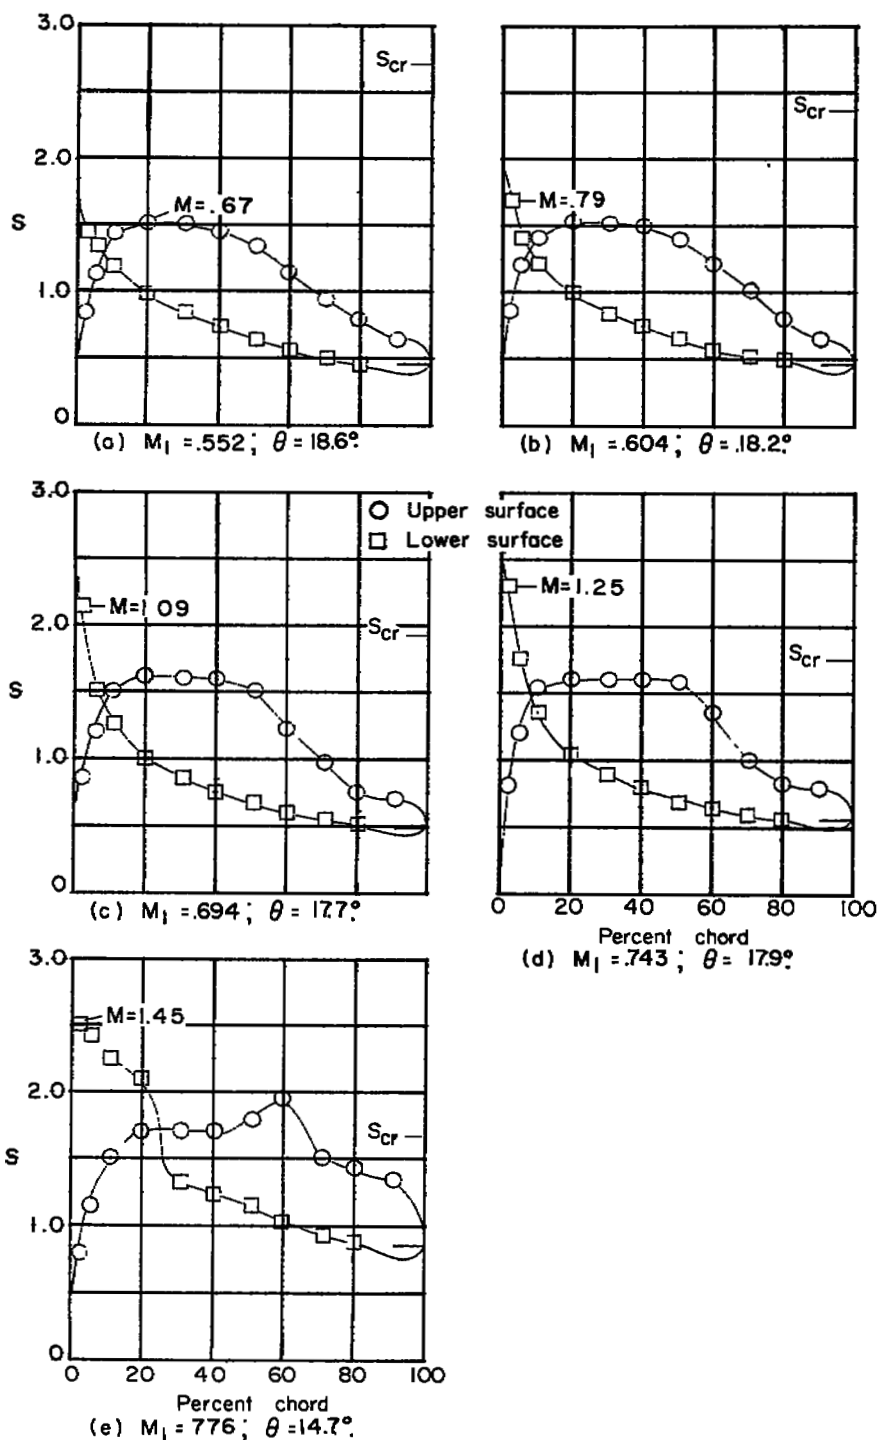 3.0
2.0
1.0
0
S
Scr
M=.67
(a) M1 =.552; θ=18.6°.
Scr
M=.79
(b) M1 =.604; θ=.18.2°.
3.0
2.0
1.0
0
S
M=1 09
Scr
(c) M1 =.694; θ= 17.7°.
Upper surface
Lower surface
M=1.25
Scr
0 20 40 60 80 100
Percent chord
(d) M1 =.743; θ= 17.9°.
3.0
2.0
1.0
0
S
M=1.45
Scr
0 20 40 60 80 100
Percent chord
(e) M1 = 776; θ=14.7°.